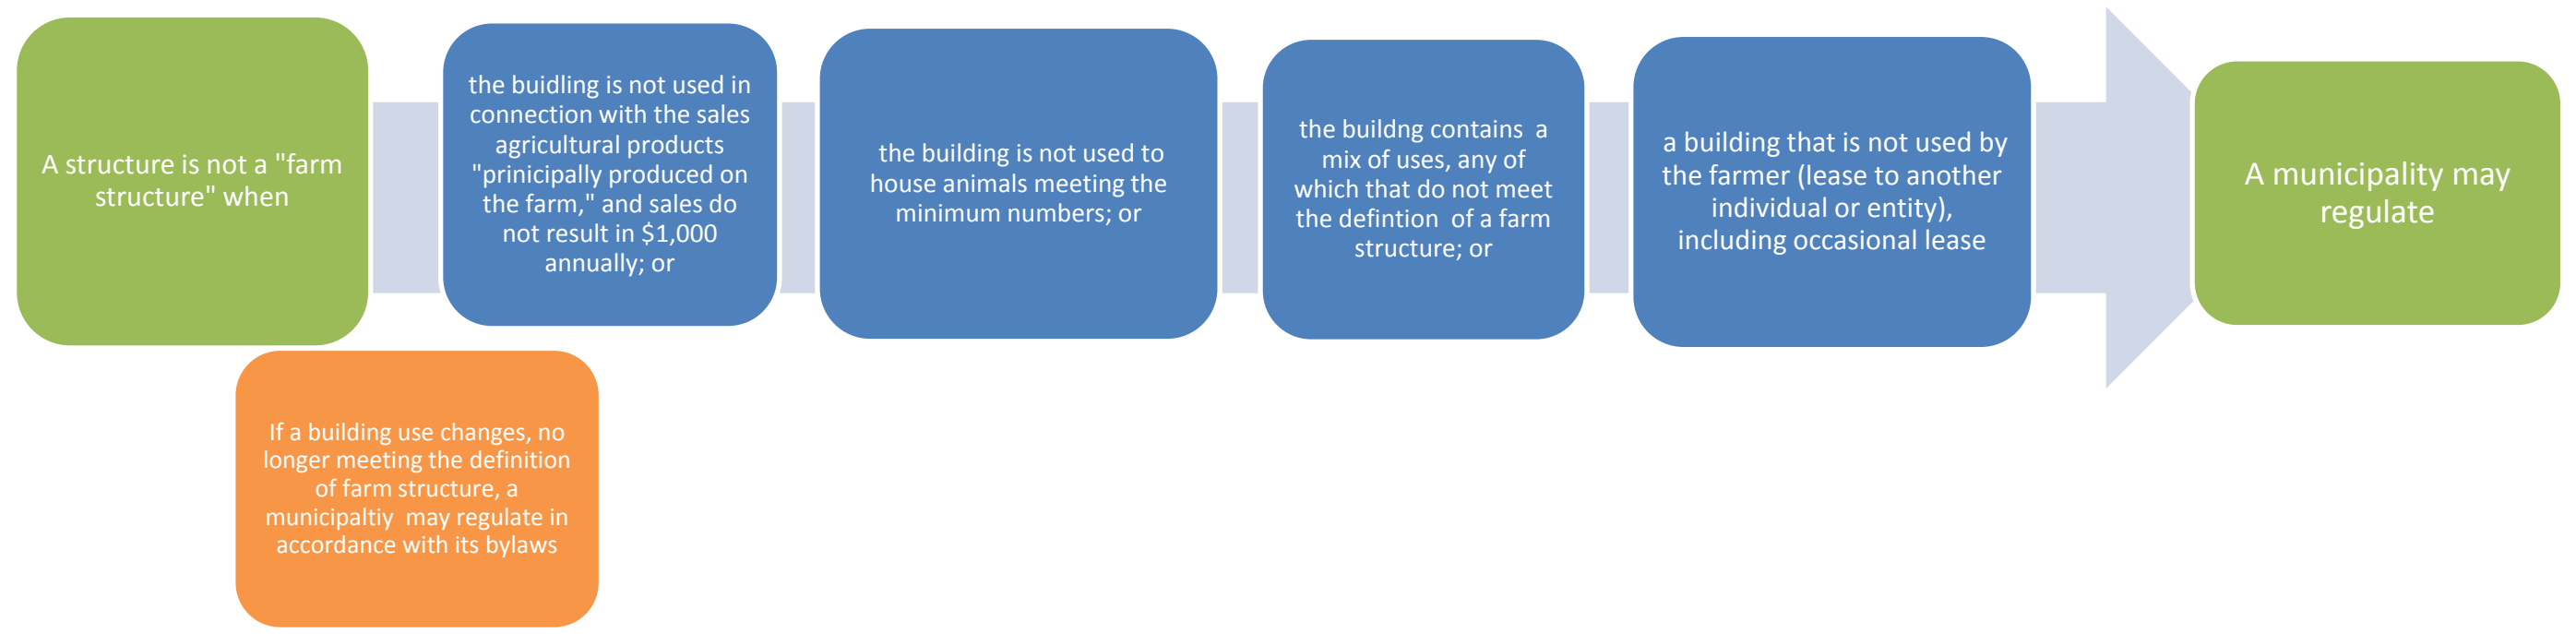 A structure is not a "farm
structure" when
the buidling is not used in
connection with the sales
agricultural products
"prinicipally produced on
the farm," and sales do
not result in $1,000
annually; or
the building is not used to
house animals meeting the
minimum numbers; or
the buildng contains a
mix of uses, any of
which that do not meet
the defintion of a farm
structure; or
a building that is not used by
the farmer (lease to another
individual or entity),
including occasional lease
A municipality may
regulate
If a building use changes, no
longer meeting the definition
of farm structure, a
municipaltiy may regulate in
accordance with its bylaws